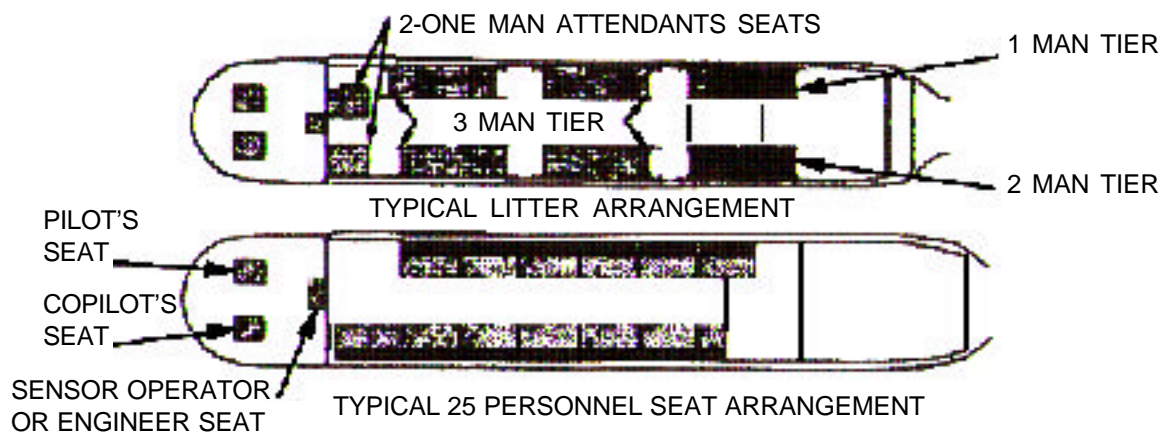 2-ONE MAN ATTENDANTS SEATS
1 MAN TIER
3 MAN TIER
2 MAN TIER
TYPICAL LITTER ARRANGEMENT
PILOT'S
SEAT
COPILOT'S
SEAT
SENSOR OPERATOR
OR ENGINEER SEAT
TYPICAL 25 PERSONNEL SEAT ARRANGEMENT